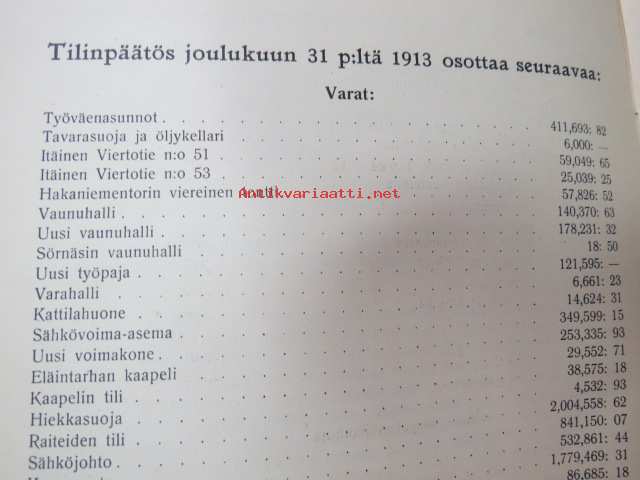 Tilinpäätös joulukuun 31 p:ltä 1913 osottaa seuraavaa:
Varat:
Työväenasunnot . . . . 411,693: 82
Tavarasuoja ja öljykellari . . . . 6,000: —
Itäinen Viertotie n:o 51 . . . . 59,049: 65
Itäinen Viertotie n:o 53 . . . . 25,039: 25
Hakaniementorin viereinen . . . . 57,826: 52
Antikvariaatti.net
Vaunuhalli . . . . 140,370: 63
Uusi vaunuhalli . . . . 178,231: 32
Sörnäsin vaunuhalli . . . . 18: 50
Uusi työpaja . . . . 121,595: —
Varahalli . . . . 6,661: 23
Kattilahuone . . . . 14,624: 31
Sähkövoima-asema . . . . 349,599: 15
Uusi voimakone . . . . 253,335: 93
Eläintarhan kaapeli . . . . 29,552: 71
Kaapelin tili . . . . 38,575: 18
Hiekkasuoja . . . . 4,532: 93
Raiteiden tili . . . . 2,004,558: 62
Sähköjohto . . . . 841,150: 07
532,861: 44
1,779,469: 31
86,685: 18